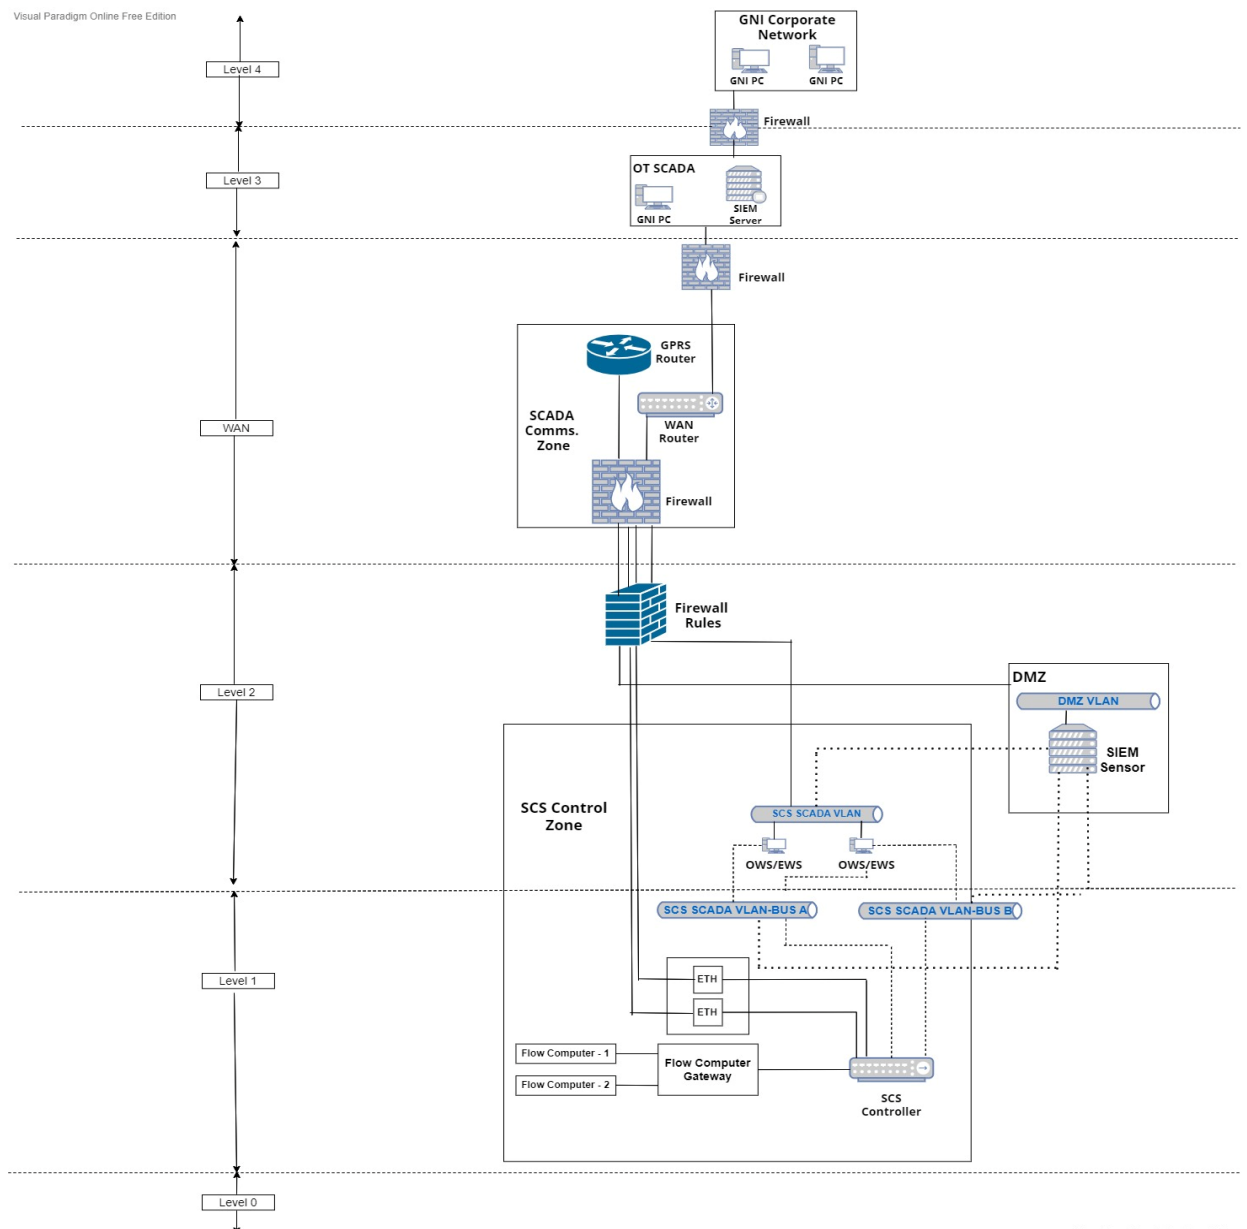 Visual Paradigm Online Free Edition
GNI Corporate
Network
GNI PC
GNI PC
Level 4
Firewall
OT SCADA
Level 3
GNI PC
SIEM
Server
Firewall
GPRS
Router
SCADA
Comms.
Zone
WAN
Router
WAN
Firewall
Firewall
Rules
DMZ
DMZ VLAN
Level 2
SIEM
Sensor
SCS Control
Zone
SCS SCADA VLAN
OWS/EWS
OWS/EWS
SCS SCADA VLAN-BUS A
SCS SCADA VLAN-BUS B
Level 1
ETH
ETH
Flow Computer - 1
Flow Computer
Gateway
Flow Computer - 2
SCS
Controller
Level 0